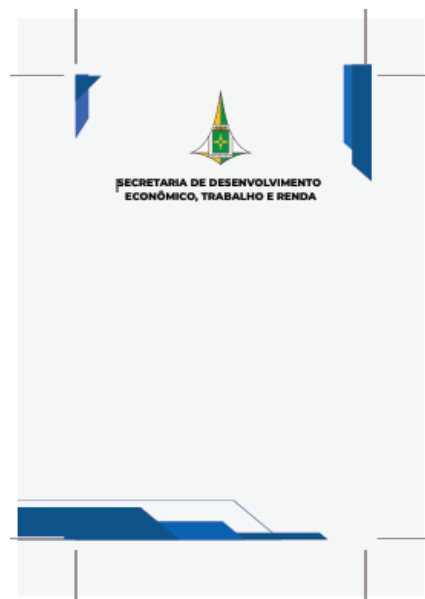 SECRETARIA DE DESENVOLVIMENTO
ECONÔMICO, TRABALHO E RENDA